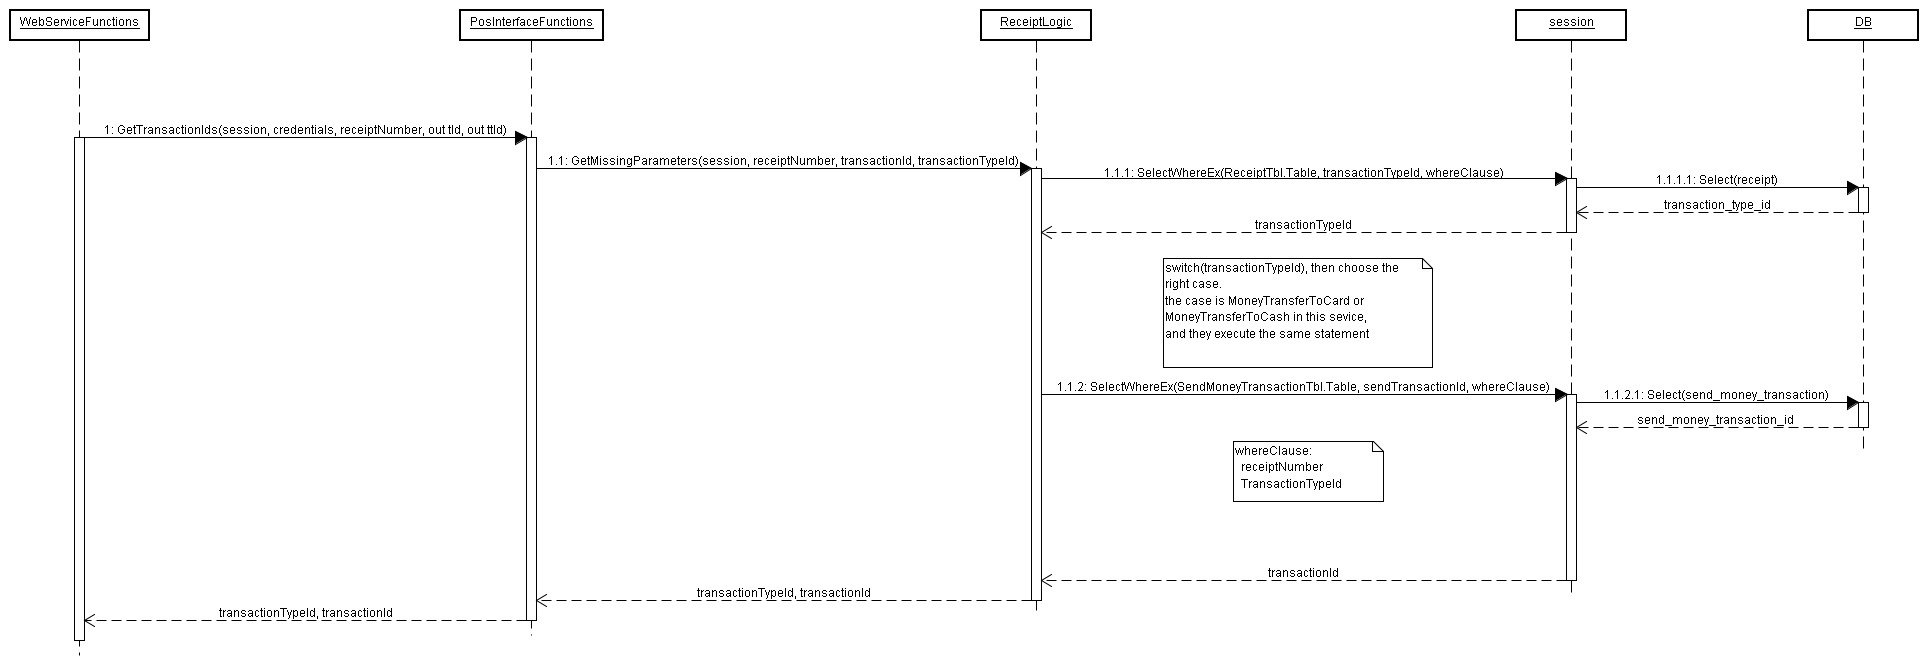 WebServiceFunctions
PosInterfaceFunctions
ReceiptLogic
session
DB
1: GetTransactionIds(session, credentials, receiptNumber, out tId, out ttId)
1.1: GetMissingParameters(session, receiptNumber, transactionId, transactionTypeId)
1.1.1: SelectWhereEx(ReceiptTbl.Table, transactionTypeId, whereClause)
1.1.1.1: Select(receipt)
transaction_type_id
transactionTypeId
switch(transactionTypeId), then choose the
right case.
the case is MoneyTransferToCard or
MoneyTransferToCash in this sevice,
and they execute the same statement
1.1.2: SelectWhereEx(SendMoneyTransactionTbl.Table, sendTransactionId, whereClause)
1.1.2.1: Select(send_money_transaction)
send_money_transaction_id
whereClause:
receiptNumber
TransactionTypeId
transactionId
transactionTypeId, transactionId
transactionTypeId, transactionId